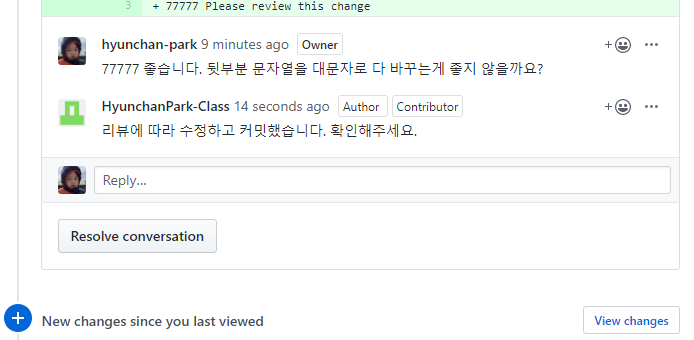 3 + 77777 Please review this change
hyunchan-park 9 minutes ago Owner
77777 좋습니다. 뒷부분 문자열을 대문자로 다 바꾸는게 좋지 않을까요?
HyunchanPark-Class 14 seconds ago Author Contributor
리뷰에 따라 수정하고 커밋했습니다. 확인해주세요.
Reply...
Resolve conversation
New changes since you last viewed View changes